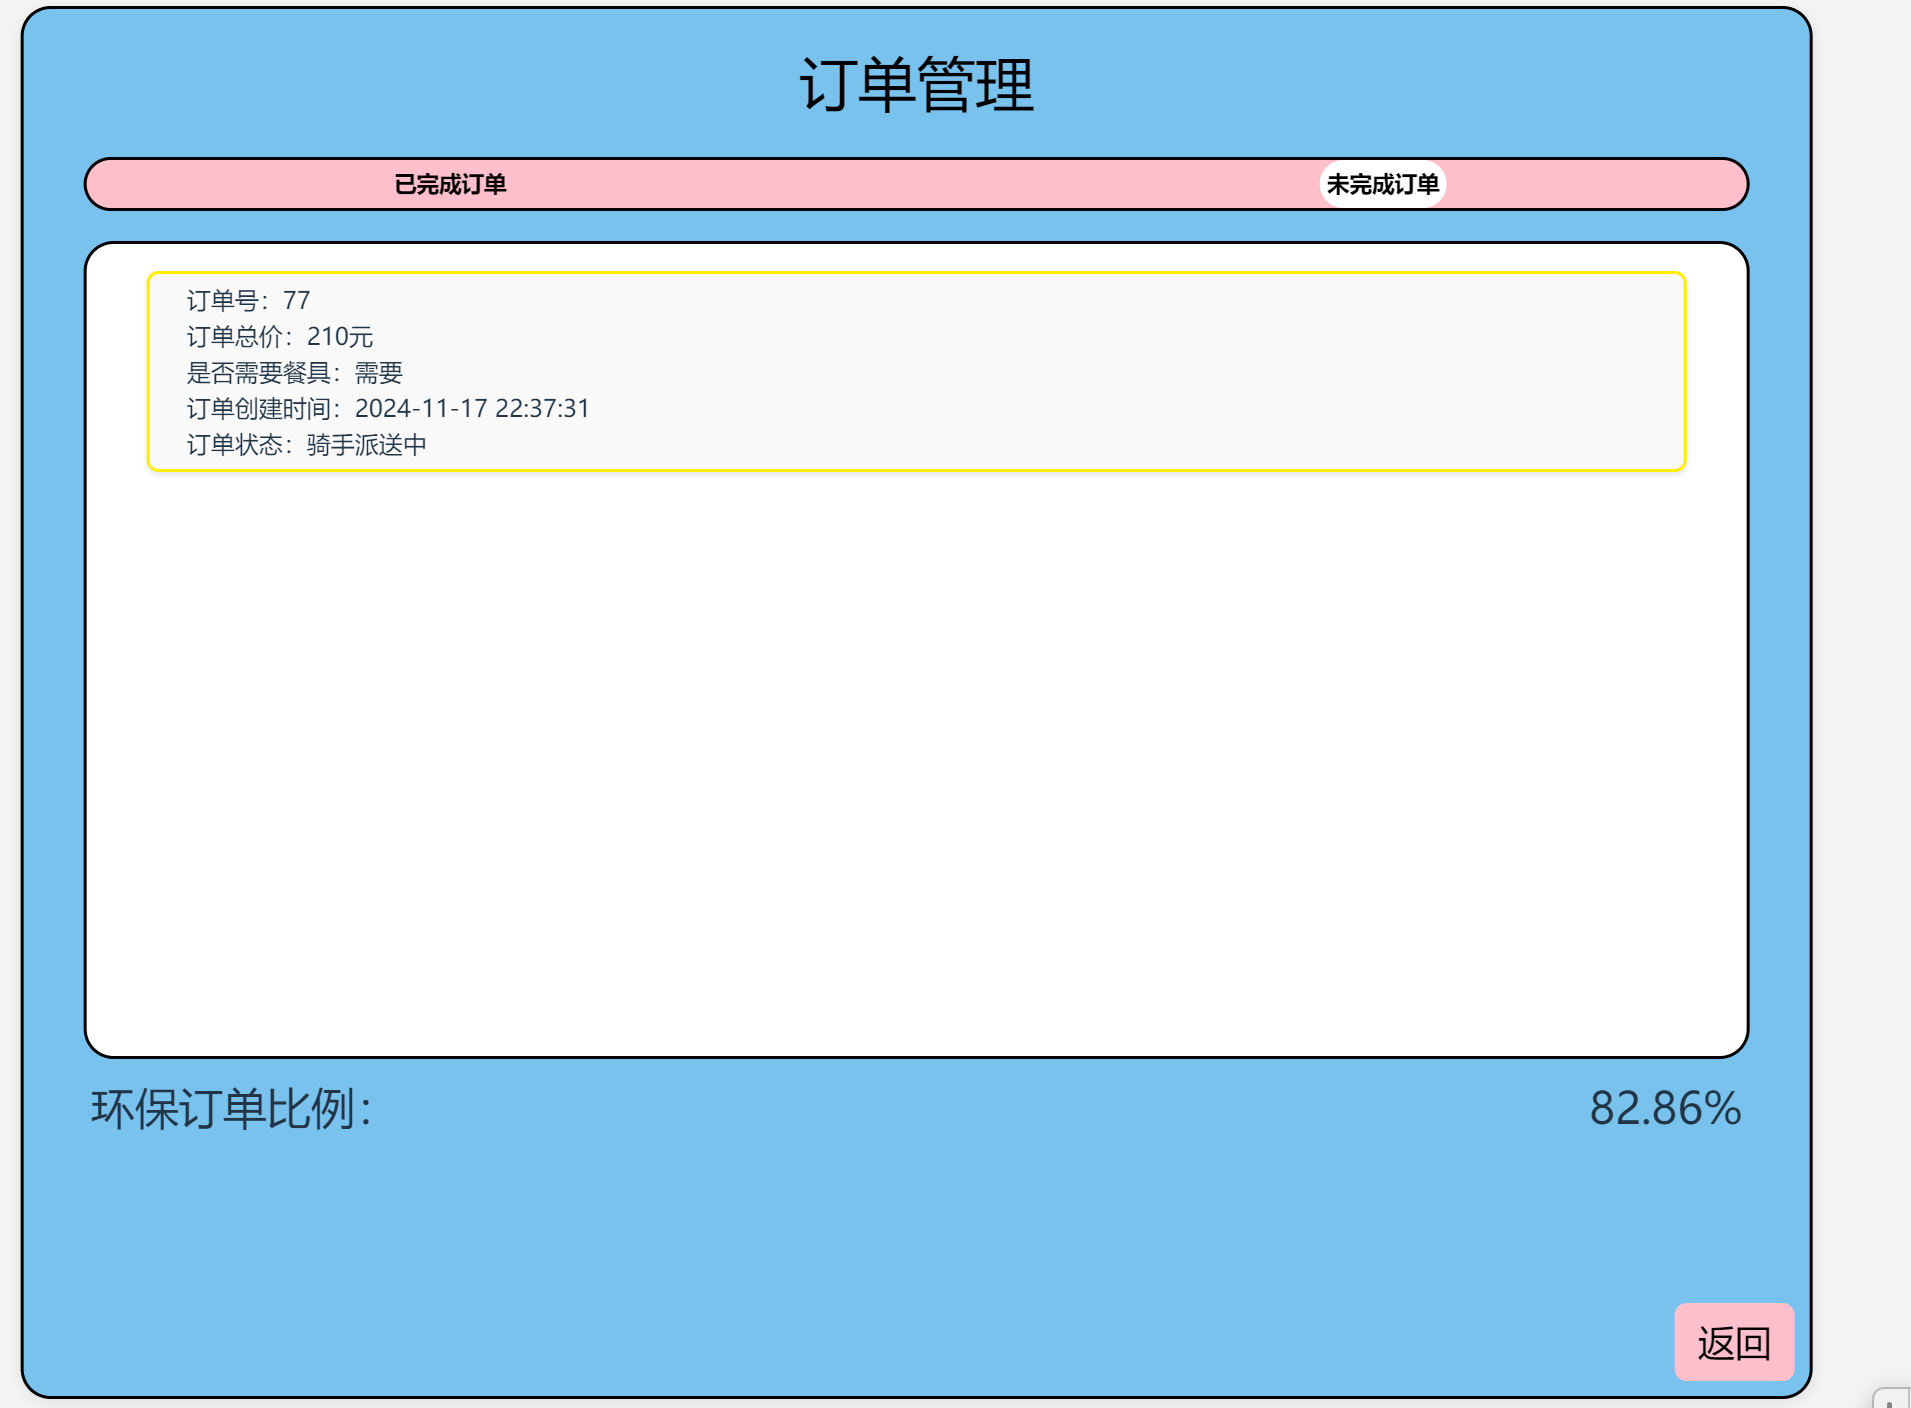 订单管理
已完成订单
未完成订单
订单号：77
订单总价：210元
是否需要餐具：需要
订单创建时间：2024-11-17 22:37:31
订单状态：骑手派送中
环保订单比例：
82.86%
返回